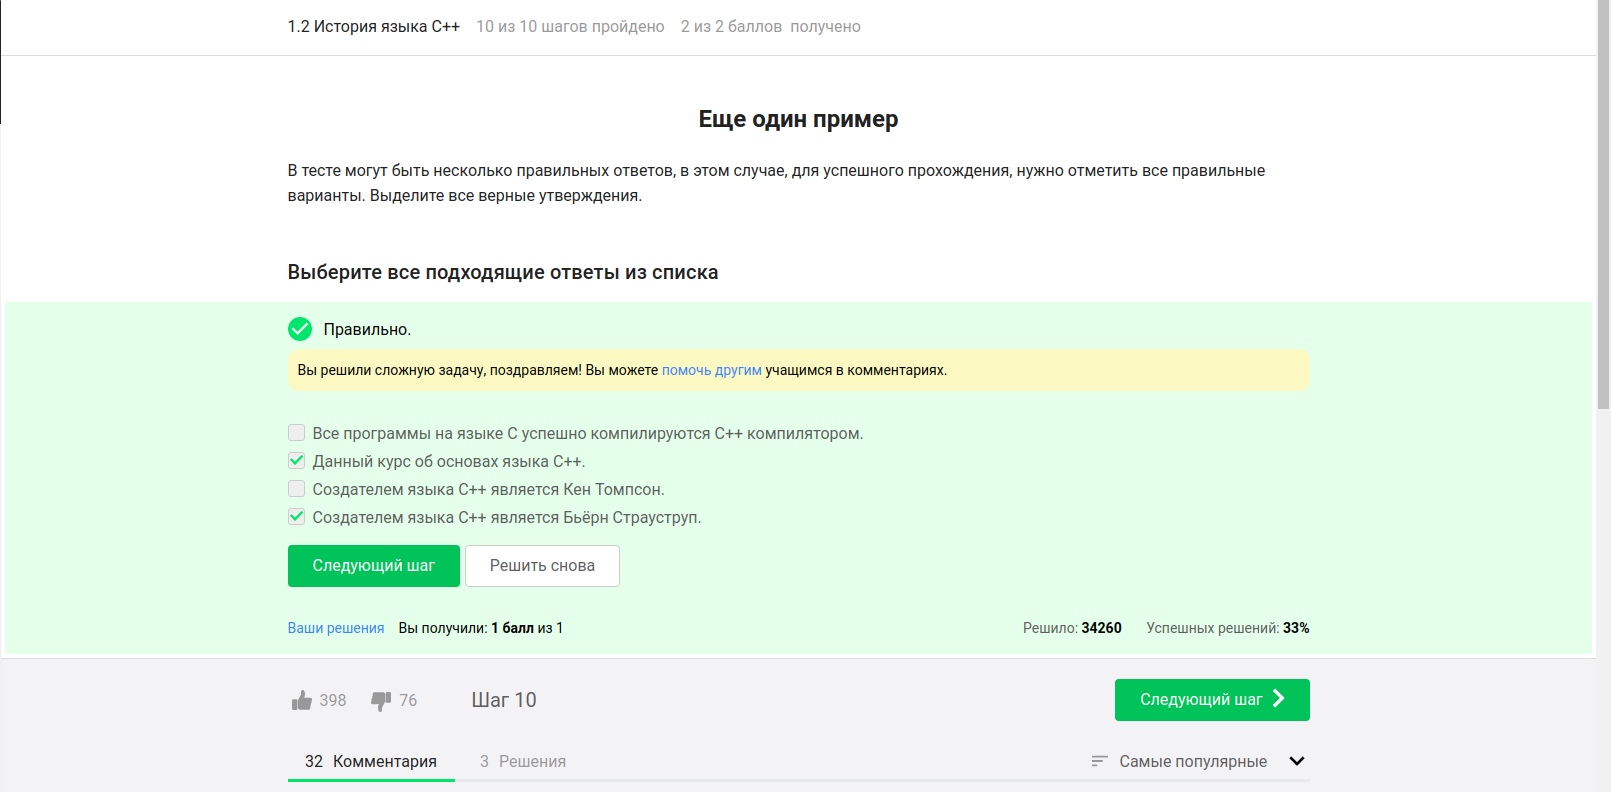 1.2 История языка C++ 10 из 10 шагов пройдено 2 из 2 баллов получено
Еще один пример
В тесте могут быть несколько правильных ответов, в этом случае, для успешного прохождения, нужно отметить все правильные
варианты. Выделите все верные утверждения.
Выберите все подходящие ответы из списка
Правильно.
Вы решили сложную задачу, поздравляем! Вы можете помочь другим учащимся в комментариях.
Все программы на языке C успешно компилируются C++ компилятором.
Данный курс об основах языка C++.
Создателем языка C++ является Кен Томпсон.
Создателем языка C++ является Бьёрн Страуструп.
Следующий шаг Решить снова
Ваши решения Вы получили: 1 балл из 1 Решило: 34260 Успешных решений: 33%
398 76 Шаг 10 Следующий шаг
32 Комментария 3 Решения Самые популярные